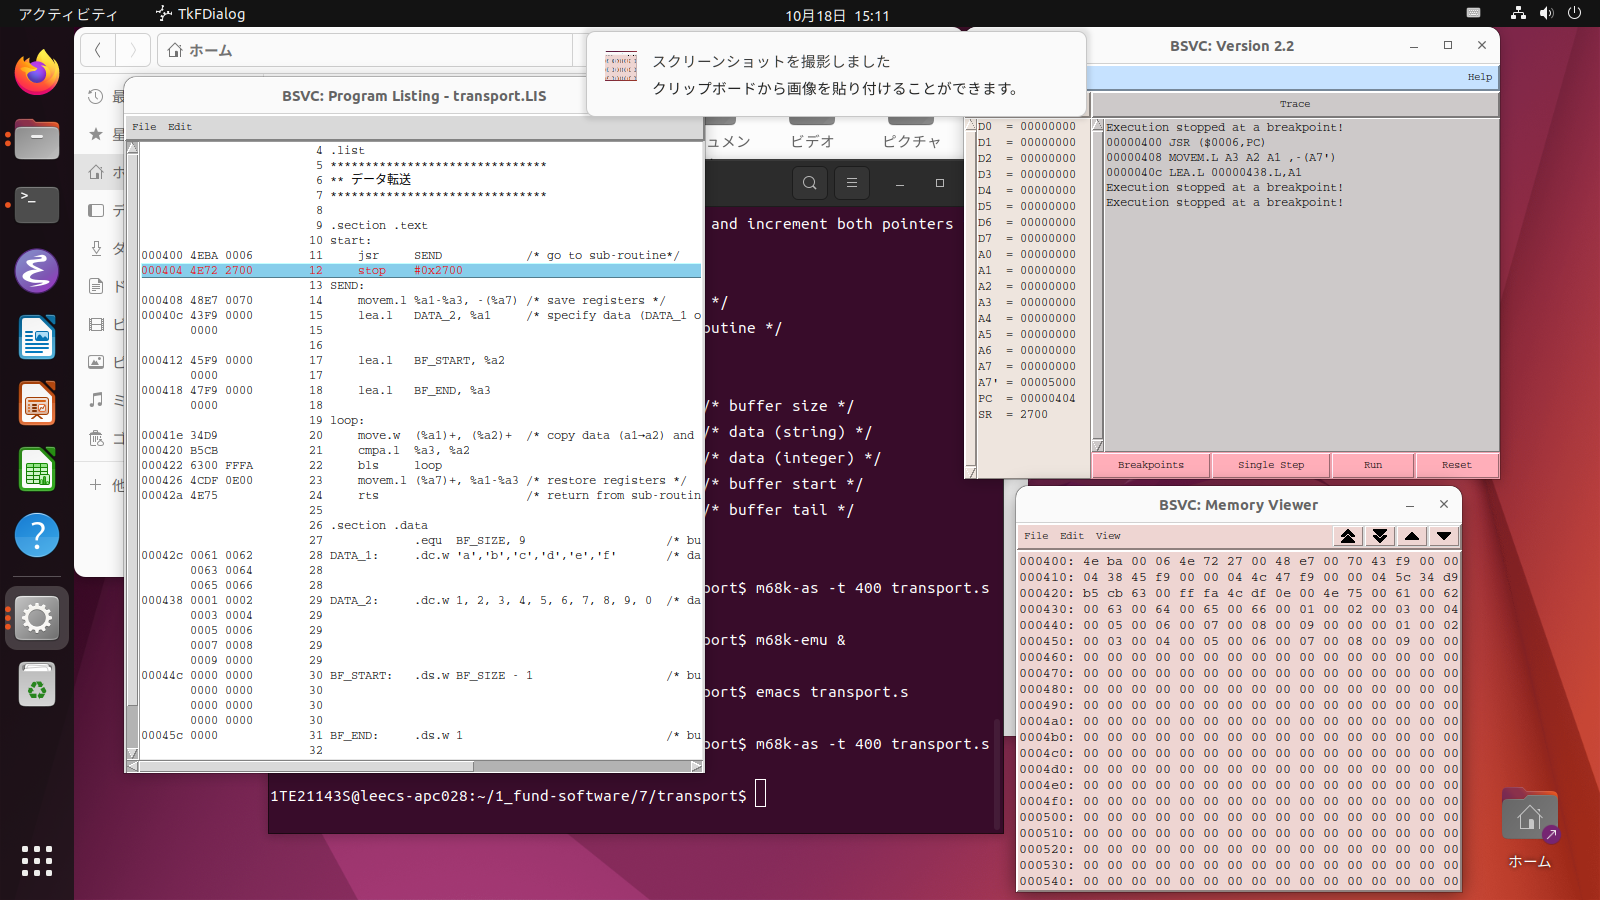 アクティビティ
TkFDialog
10月18日 15:11
ホーム
スクリーンショットを撮影しました
クリップボードから画像を貼り付けることができます。
BSVC: Version 2.2
Help
Trace
BSVC: Program Listing - transport.LIS
File Edit
4 .list
5 *******************************
6 ** データ転送
7 *******************************
8
9 .section .text
10 start:
000400 4EBA 0006 11 jsr SEND /* go to sub-routine*/
000404 4E72 2700 12 stop #0x2700
13 SEND:
000408 48E7 0070 14 movem.l %a1-%a3, -(%a7) /* save registers */
00040c 43F9 0000 15 lea.l DATA_2, %a1 /* specify data (DATA_1 o
0000 15
16
000412 45F9 0000 17 lea.l BF_START, %a2
0000 17
000418 47F9 0000 18 lea.l BF_END, %a3
0000 18
19 loop:
00041e 34D9 20 move.w (%a1)+, (%a2)+ /* copy data (a1→a2) and
000420 B5CB 21 cmpa.l %a3, %a2
000422 6300 FFFA 22 bls loop
000426 4CDF 0E00 23 movem.l (%a7)+, %a1-%a3 /* restore registers */
00042a 4E75 24 rts /* return from sub-routin
25
26 .section .data
27 .equ BF_SIZE, 9 /* bu
00042c 0061 0062 28 DATA_1: .dc.w 'a','b','c','d','e','f' /* da
0063 0064 28
0065 0066 28
000438 0001 0002 29 DATA_2: .dc.w 1, 2, 3, 4, 5, 6, 7, 8, 9, 0 /* da
0003 0004 29
0005 0006 29
0007 0008 29
0009 0000 29
00044c 0000 0000 30 BF_START: .ds.w BF_SIZE - 1 /* bu
0000 0000 30
0000 0000 30
0000 0000 30
00045c 0000 31 BF_END: .ds.w 1 /* bu
32
ュメン ビデオ ピクチャ
and increment both pointers
*/
outine */
/* buffer size */
/* data (string) */
/* data (integer) */
/* buffer start */
/* buffer tail */
port$ m68k-as -t 400 transport.s
port$ m68k-emu &
port$ emacs transport.s
port$ m68k-as -t 400 transport.s
1TE21143S@leecs-apc028:~/1_fund-software/7/transport$
D0 = 00000000
D1 = 00000000
D2 = 00000000
D3 = 00000000
D4 = 00000000
D5 = 00000000
D6 = 00000000
D7 = 00000000
A0 = 00000000
A1 = 00000000
A2 = 00000000
A3 = 00000000
A4 = 00000000
A5 = 00000000
A6 = 00000000
A7 = 00000000
A7' = 00005000
PC = 00000404
SR = 2700
Execution stopped at a breakpoint!
00000400 JSR ($0006,PC)
00000408 MOVEM.L A3 A2 A1 ,-(A7')
0000040c LEA.L 00000438.L,A1
Execution stopped at a breakpoint!
Execution stopped at a breakpoint!
Breakpoints Single Step Run Reset
BSVC: Memory Viewer
File Edit View
000400: 4e ba 00 06 4e 72 27 00 48 e7 00 70 43 f9 00 00
000410: 04 38 45 f9 00 00 04 4c 47 f9 00 00 04 5c 34 d9
000420: b5 cb 63 00 ff fa 4c df 0e 00 4e 75 00 61 00 62
000430: 00 63 00 64 00 65 00 66 00 01 00 02 00 03 00 04
000440: 00 05 00 06 00 07 00 08 00 09 00 00 00 01 00 02
000450: 00 03 00 04 00 05 00 06 00 07 00 08 00 09 00 00
000460: 00 00 00 00 00 00 00 00 00 00 00 00 00 00 00 00
000470: 00 00 00 00 00 00 00 00 00 00 00 00 00 00 00 00
000480: 00 00 00 00 00 00 00 00 00 00 00 00 00 00 00 00
000490: 00 00 00 00 00 00 00 00 00 00 00 00 00 00 00 00
0004a0: 00 00 00 00 00 00 00 00 00 00 00 00 00 00 00 00
0004b0: 00 00 00 00 00 00 00 00 00 00 00 00 00 00 00 00
0004c0: 00 00 00 00 00 00 00 00 00 00 00 00 00 00 00 00
0004d0: 00 00 00 00 00 00 00 00 00 00 00 00 00 00 00 00
0004e0: 00 00 00 00 00 00 00 00 00 00 00 00 00 00 00 00
0004f0: 00 00 00 00 00 00 00 00 00 00 00 00 00 00 00 00
000500: 00 00 00 00 00 00 00 00 00 00 00 00 00 00 00 00
000510: 00 00 00 00 00 00 00 00 00 00 00 00 00 00 00 00
000520: 00 00 00 00 00 00 00 00 00 00 00 00 00 00 00 00
000530: 00 00 00 00 00 00 00 00 00 00 00 00 00 00 00 00
000540: 00 00 00 00 00 00 00 00 00 00 00 00 00 00 00 00
ホーム